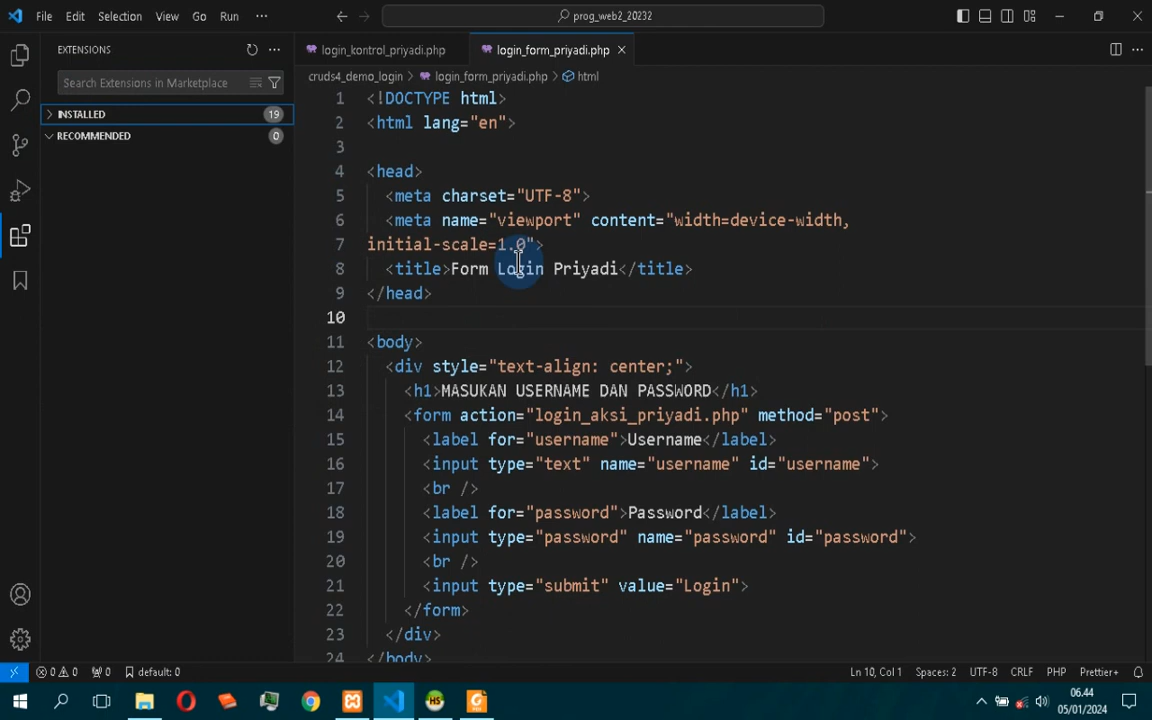 File Edit Selection View Go Run ··· prog_web2_20232
EXTENSIONS
Search Extensions in Marketplace
INSTALLED 19
RECOMMENDED 0
login_kontrol_priyadi.php login_form_priyadi.php
cruds4_demo_login > login_form_priyadi.php > html
1 <!DOCTYPE html>
2 <html lang="en">
3
4 <head>
5 <meta charset="UTF-8">
6 <meta name="viewport" content="width=device-width,
7 initial-scale=1.0">
8 <title>Form Login Priyadi</title>
9 </head>
10
11 <body>
12 <div style="text-align: center;">
13 <h1>MASUKAN USERNAME DAN PASSWORD</h1>
14 <form action="login_aksi_priyadi.php" method="post">
15 <label for="username">Username</label>
16 <input type="text" name="username" id="username">
17 <br />
18 <label for="password">Password</label>
19 <input type="password" name="password" id="password">
20 <br />
21 <input type="submit" value="Login">
22 </form>
23 </div>
24 </body>
0 0 0 default: 0 Ln 10, Col 1 Spaces: 2 UTF-8 CRLF PHP Prettier+
06.44
05/01/2024